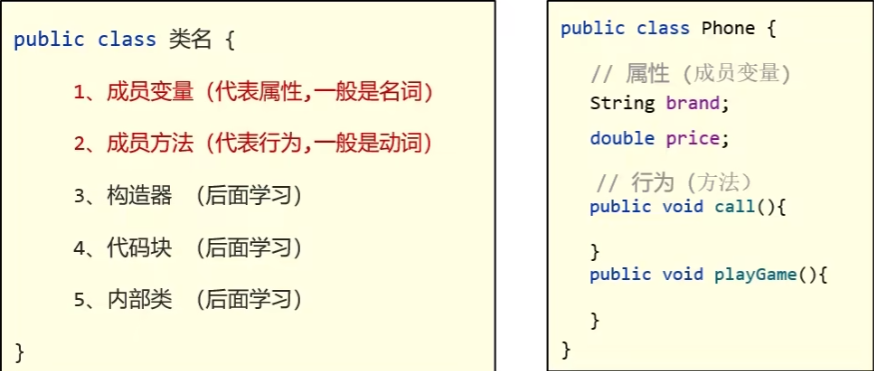 public class 类名 {
1、成员变量（代表属性,一般是名词）
2、成员方法（代表行为,一般是动词）
3、构造器 （后面学习）
4、代码块 （后面学习）
5、内部类 （后面学习）
}
public class Phone {
// 属性（成员变量）
String brand;
double price;
// 行为（方法）
public void call(){
}
public void playGame(){
}
}